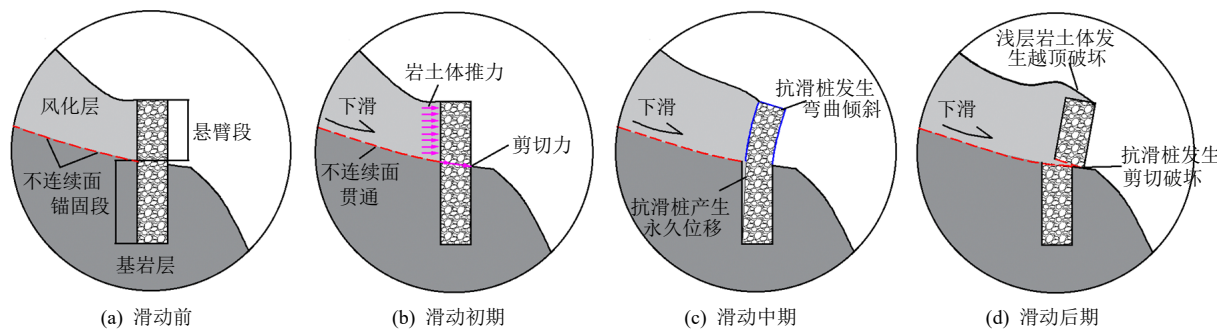 风化层
悬臂段
不连续面
锚固段
基岩层
(a) 滑动前
岩土体推力
下滑
剪切力
不连续面
贯通
(b) 滑动初期
下滑
抗滑桩发生
弯曲倾斜
抗滑桩产生
永久位移
(c) 滑动中期
浅层岩土体发
生越顶破坏
下滑
抗滑桩发生
剪切破坏
(d) 滑动后期